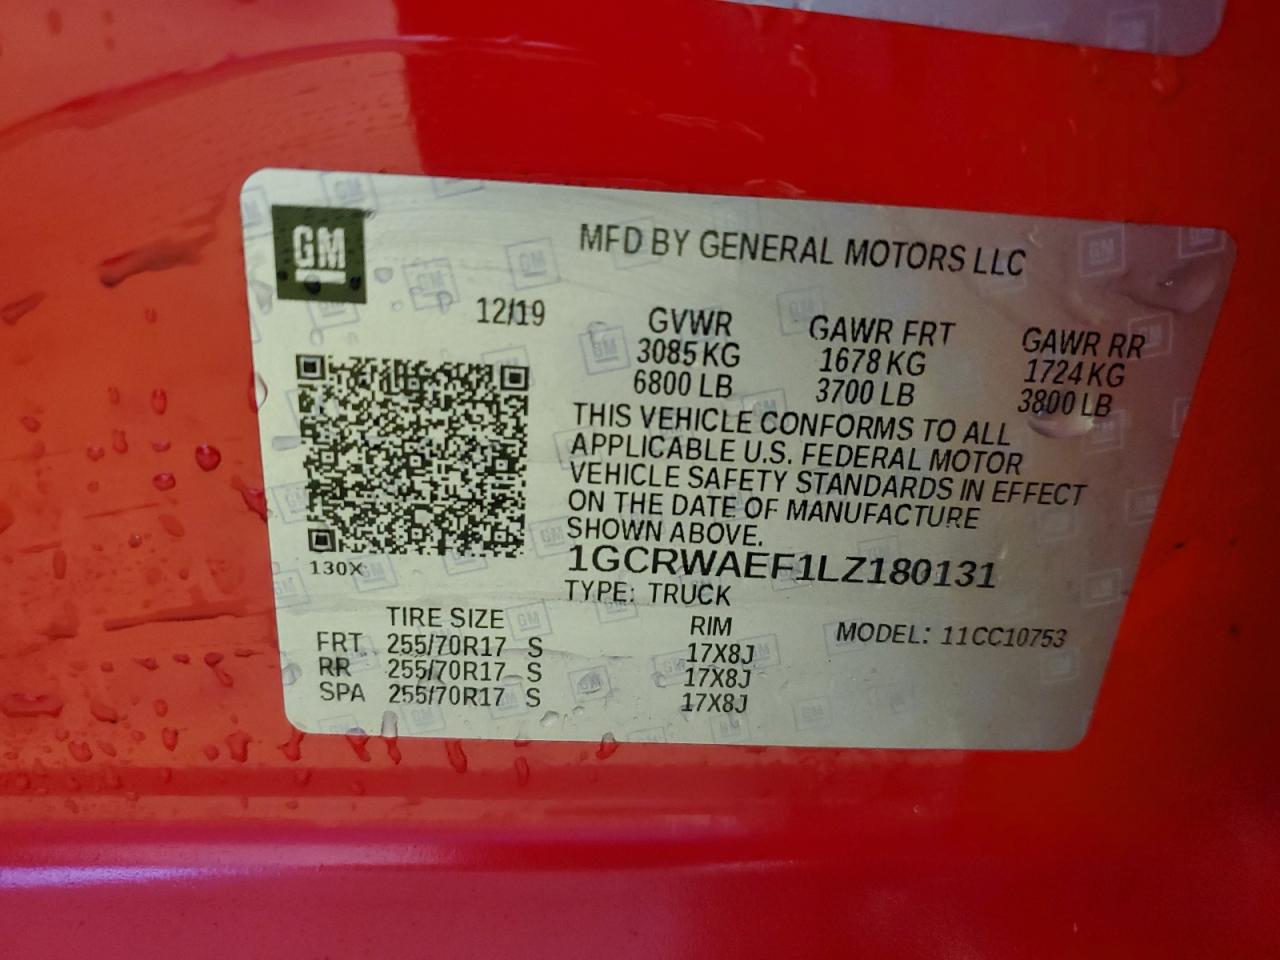 GM
MFD BY GENERAL MOTORS LLC
12/19
GVWR GAWR FRT GAWR RR
3085 KG 1678 KG 1724 KG
6800 LB 3700 LB 3800 LB
THIS VEHICLE CONFORMS TO ALL
APPLICABLE U.S. FEDERAL MOTOR
VEHICLE SAFETY STANDARDS IN EFFECT
ON THE DATE OF MANUFACTURE
SHOWN ABOVE.
130X
1GCRWAEF1LZ180131
TYPE: TRUCK
TIRE SIZE RIM MODEL: 11CC10753
FRT 255/70R17 S 17X8J
RR 255/70R17 S 17X8J
SPA 255/70R17 S 17X8J